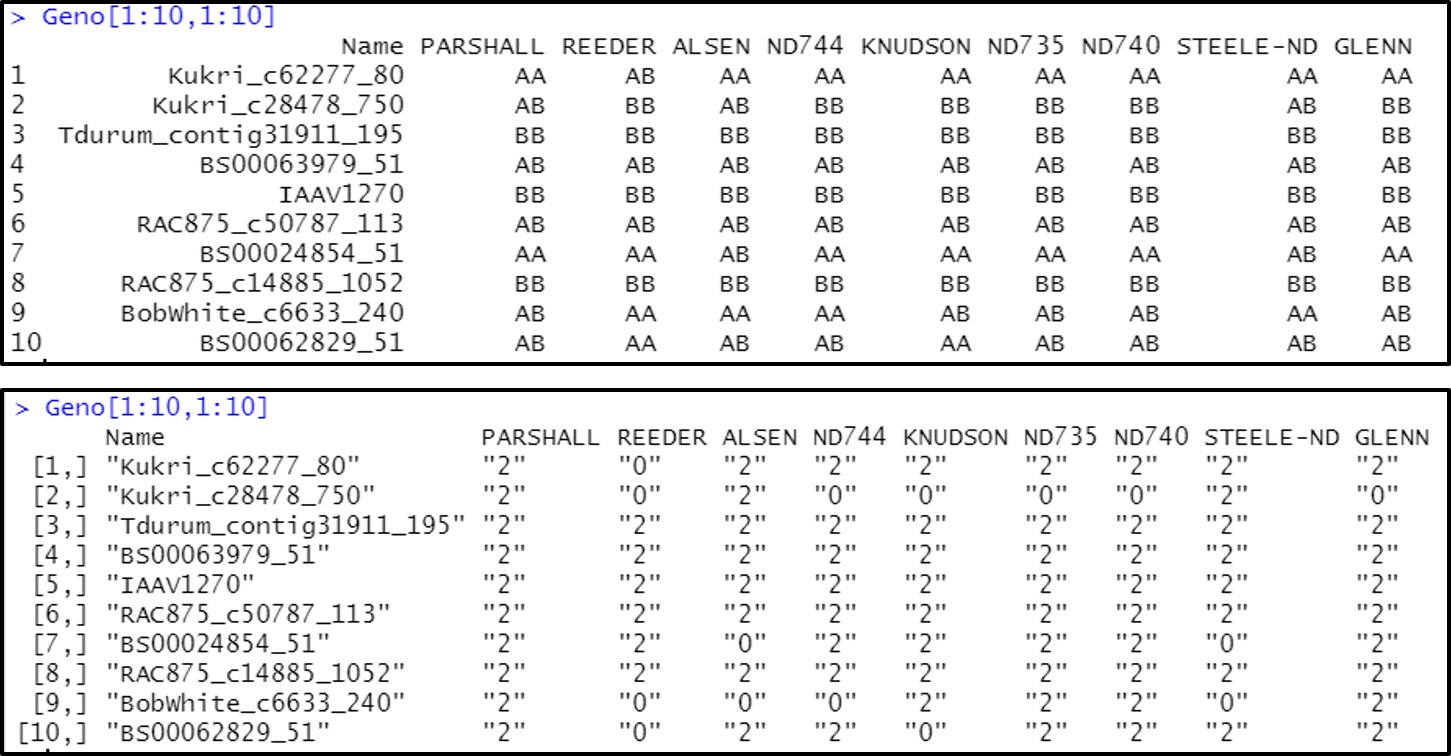 > Geno[1:10,1:10]
Name PARSHALL REEDER ALSEN ND744 KNUDSON ND735 ND740 STEELE-ND GLENN
1 Kukri_c62277_80 AA AB AA AA AA AA AA AA AA
2 Kukri_c28478_750 AB BB AB BB BB BB BB AB BB
3 Tdurum_contig31911_195 BB BB BB BB BB BB BB BB BB
4 BS00063979_51 AB AB AB AB AB AB AB AB AB
5 IAAV1270 BB BB BB BB BB BB BB BB BB
6 RAC875_c50787_113 AB AB AB AB AB AB AB AB AB
7 BS00024854_51 AA AA AB AA AA AA AA AB AA
8 RAC875_c14885_1052 BB BB BB BB BB BB BB BB BB
9 BobWhite_c6633_240 AB AA AA AA AB AB AB AA AB
10 BS00062829_51 AB AA AB AB AA AB AB AB AB
> Geno[1:10,1:10]
Name PARSHALL REEDER ALSEN ND744 KNUDSON ND735 ND740 STEELE-ND GLENN
[1,] "Kukri_c62277_80" "2" "0" "2" "2" "2" "2" "2" "2" "2"
[2,] "Kukri_c28478_750" "2" "0" "2" "0" "0" "0" "0" "2" "0"
[3,] "Tdurum_contig31911_195" "2" "2" "2" "2" "2" "2" "2" "2" "2"
[4,] "BS00063979_51" "2" "2" "2" "2" "2" "2" "2" "2" "2"
[5,] "IAAV1270" "2" "2" "2" "2" "2" "2" "2" "2" "2"
[6,] "RAC875_c50787_113" "2" "2" "2" "2" "2" "2" "2" "2" "2"
[7,] "BS00024854_51" "2" "2" "0" "2" "2" "2" "2" "0" "2"
[8,] "RAC875_c14885_1052" "2" "2" "2" "2" "2" "2" "2" "2" "2"
[9,] "BobWhite_c6633_240" "2" "0" "0" "0" "2" "2" "2" "0" "2"
[10,] "BS00062829_51" "2" "0" "2" "2" "0" "2" "2" "2" "2"